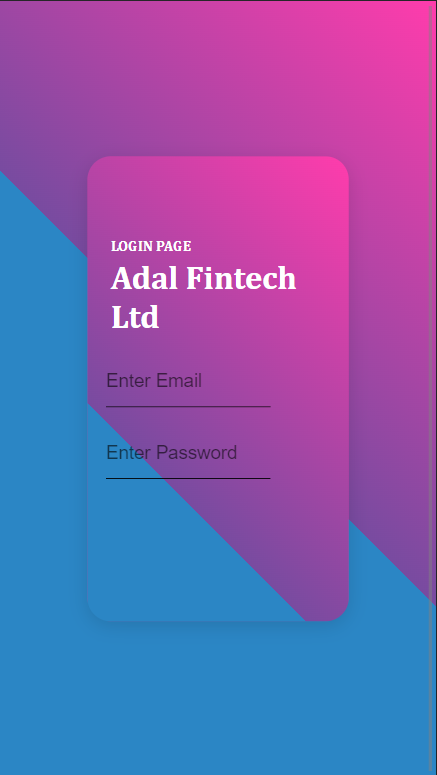 LOGIN PAGE
Adal Fintech
Ltd
Enter Email
Enter Password